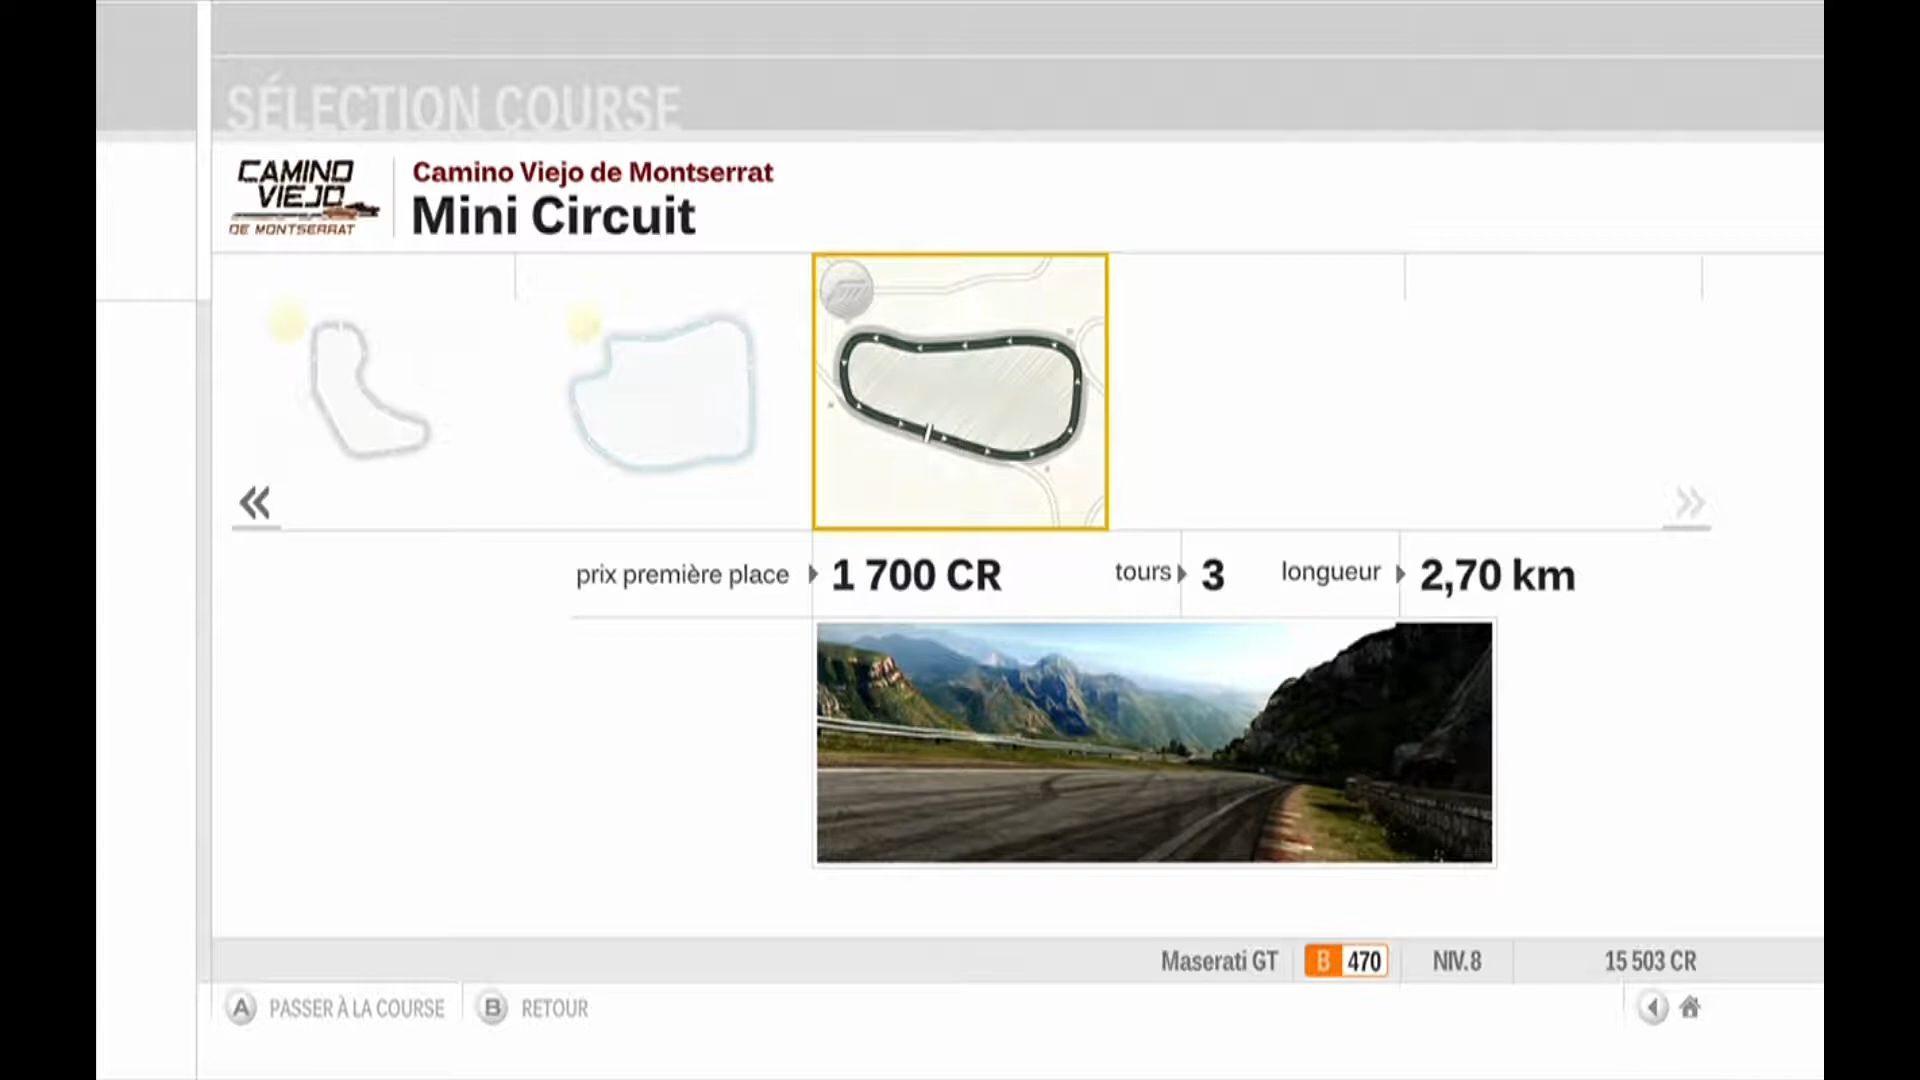 SÉLECTION COURSE
CAMINO
VIEJO
DE MONTSERRAT
Camino Viejo de Montserrat
Mini Circuit
prix première place 1 700 CR tours 3 longueur 2,70 km
Maserati GT B 470 NIV.8 15 503 CR
A PASSER À LA COURSE B RETOUR